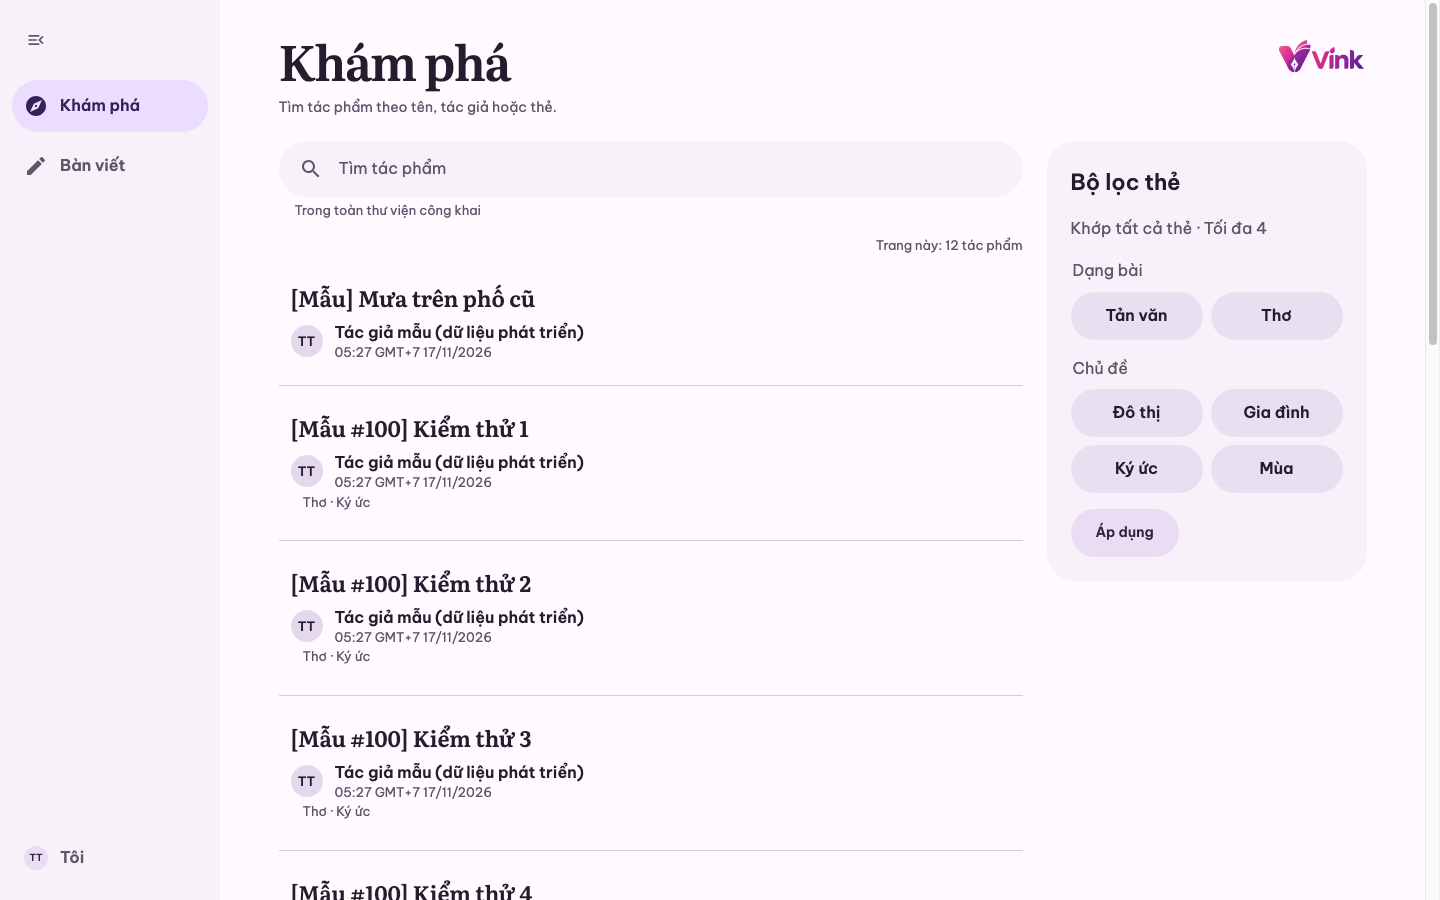 Khám phá
Bàn viết
TT Tôi
Khám phá
Tìm tác phẩm theo tên, tác giả hoặc thẻ.
Vink
Tìm tác phẩm
Trong toàn thư viện công khai
Trang này: 12 tác phẩm
[Mẫu] Mưa trên phố cũ
TT
Tác giả mẫu (dữ liệu phát triển)
05:27 GMT+7 17/11/2026
[Mẫu #100] Kiểm thử 1
TT
Tác giả mẫu (dữ liệu phát triển)
05:27 GMT+7 17/11/2026
Thơ · Ký ức
[Mẫu #100] Kiểm thử 2
TT
Tác giả mẫu (dữ liệu phát triển)
05:27 GMT+7 17/11/2026
Thơ · Ký ức
[Mẫu #100] Kiểm thử 3
TT
Tác giả mẫu (dữ liệu phát triển)
05:27 GMT+7 17/11/2026
Thơ · Ký ức
[Mẫu #100] Kiểm thử 4
Bộ lọc thẻ
Khớp tất cả thẻ · Tối đa 4
Dạng bài
Tản văn
Thơ
Chủ đề
Đô thị
Gia đình
Ký ức
Mùa
Áp dụng